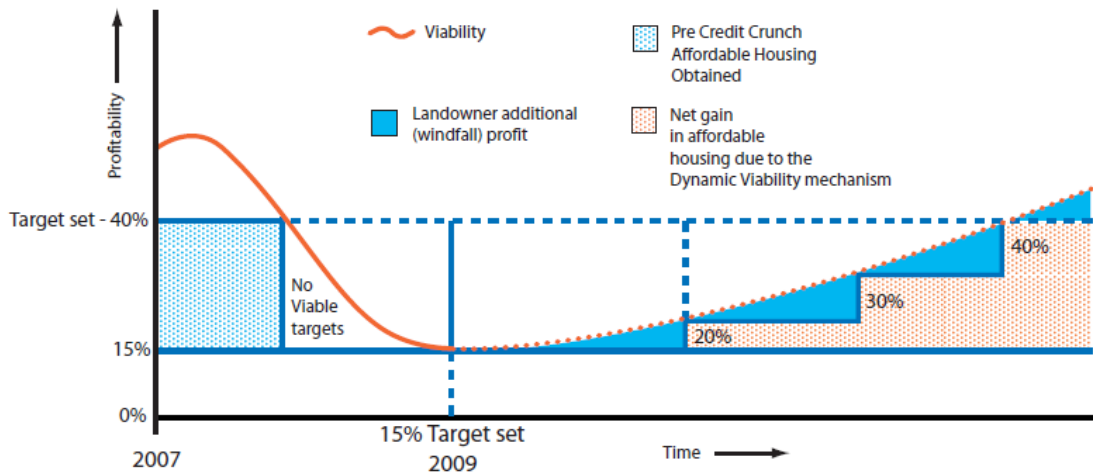 Profitability
Viability
Pre Credit Crunch
Affordable Housing
Obtained
Landowner additional
(windfall) profit
Net gain
in affordable
housing due to the
Dynamic Viability mechanism
Target set - 40%
No
Viable
targets
40%
30%
20%
15%
0%
15% Target set
2007
2009
Time